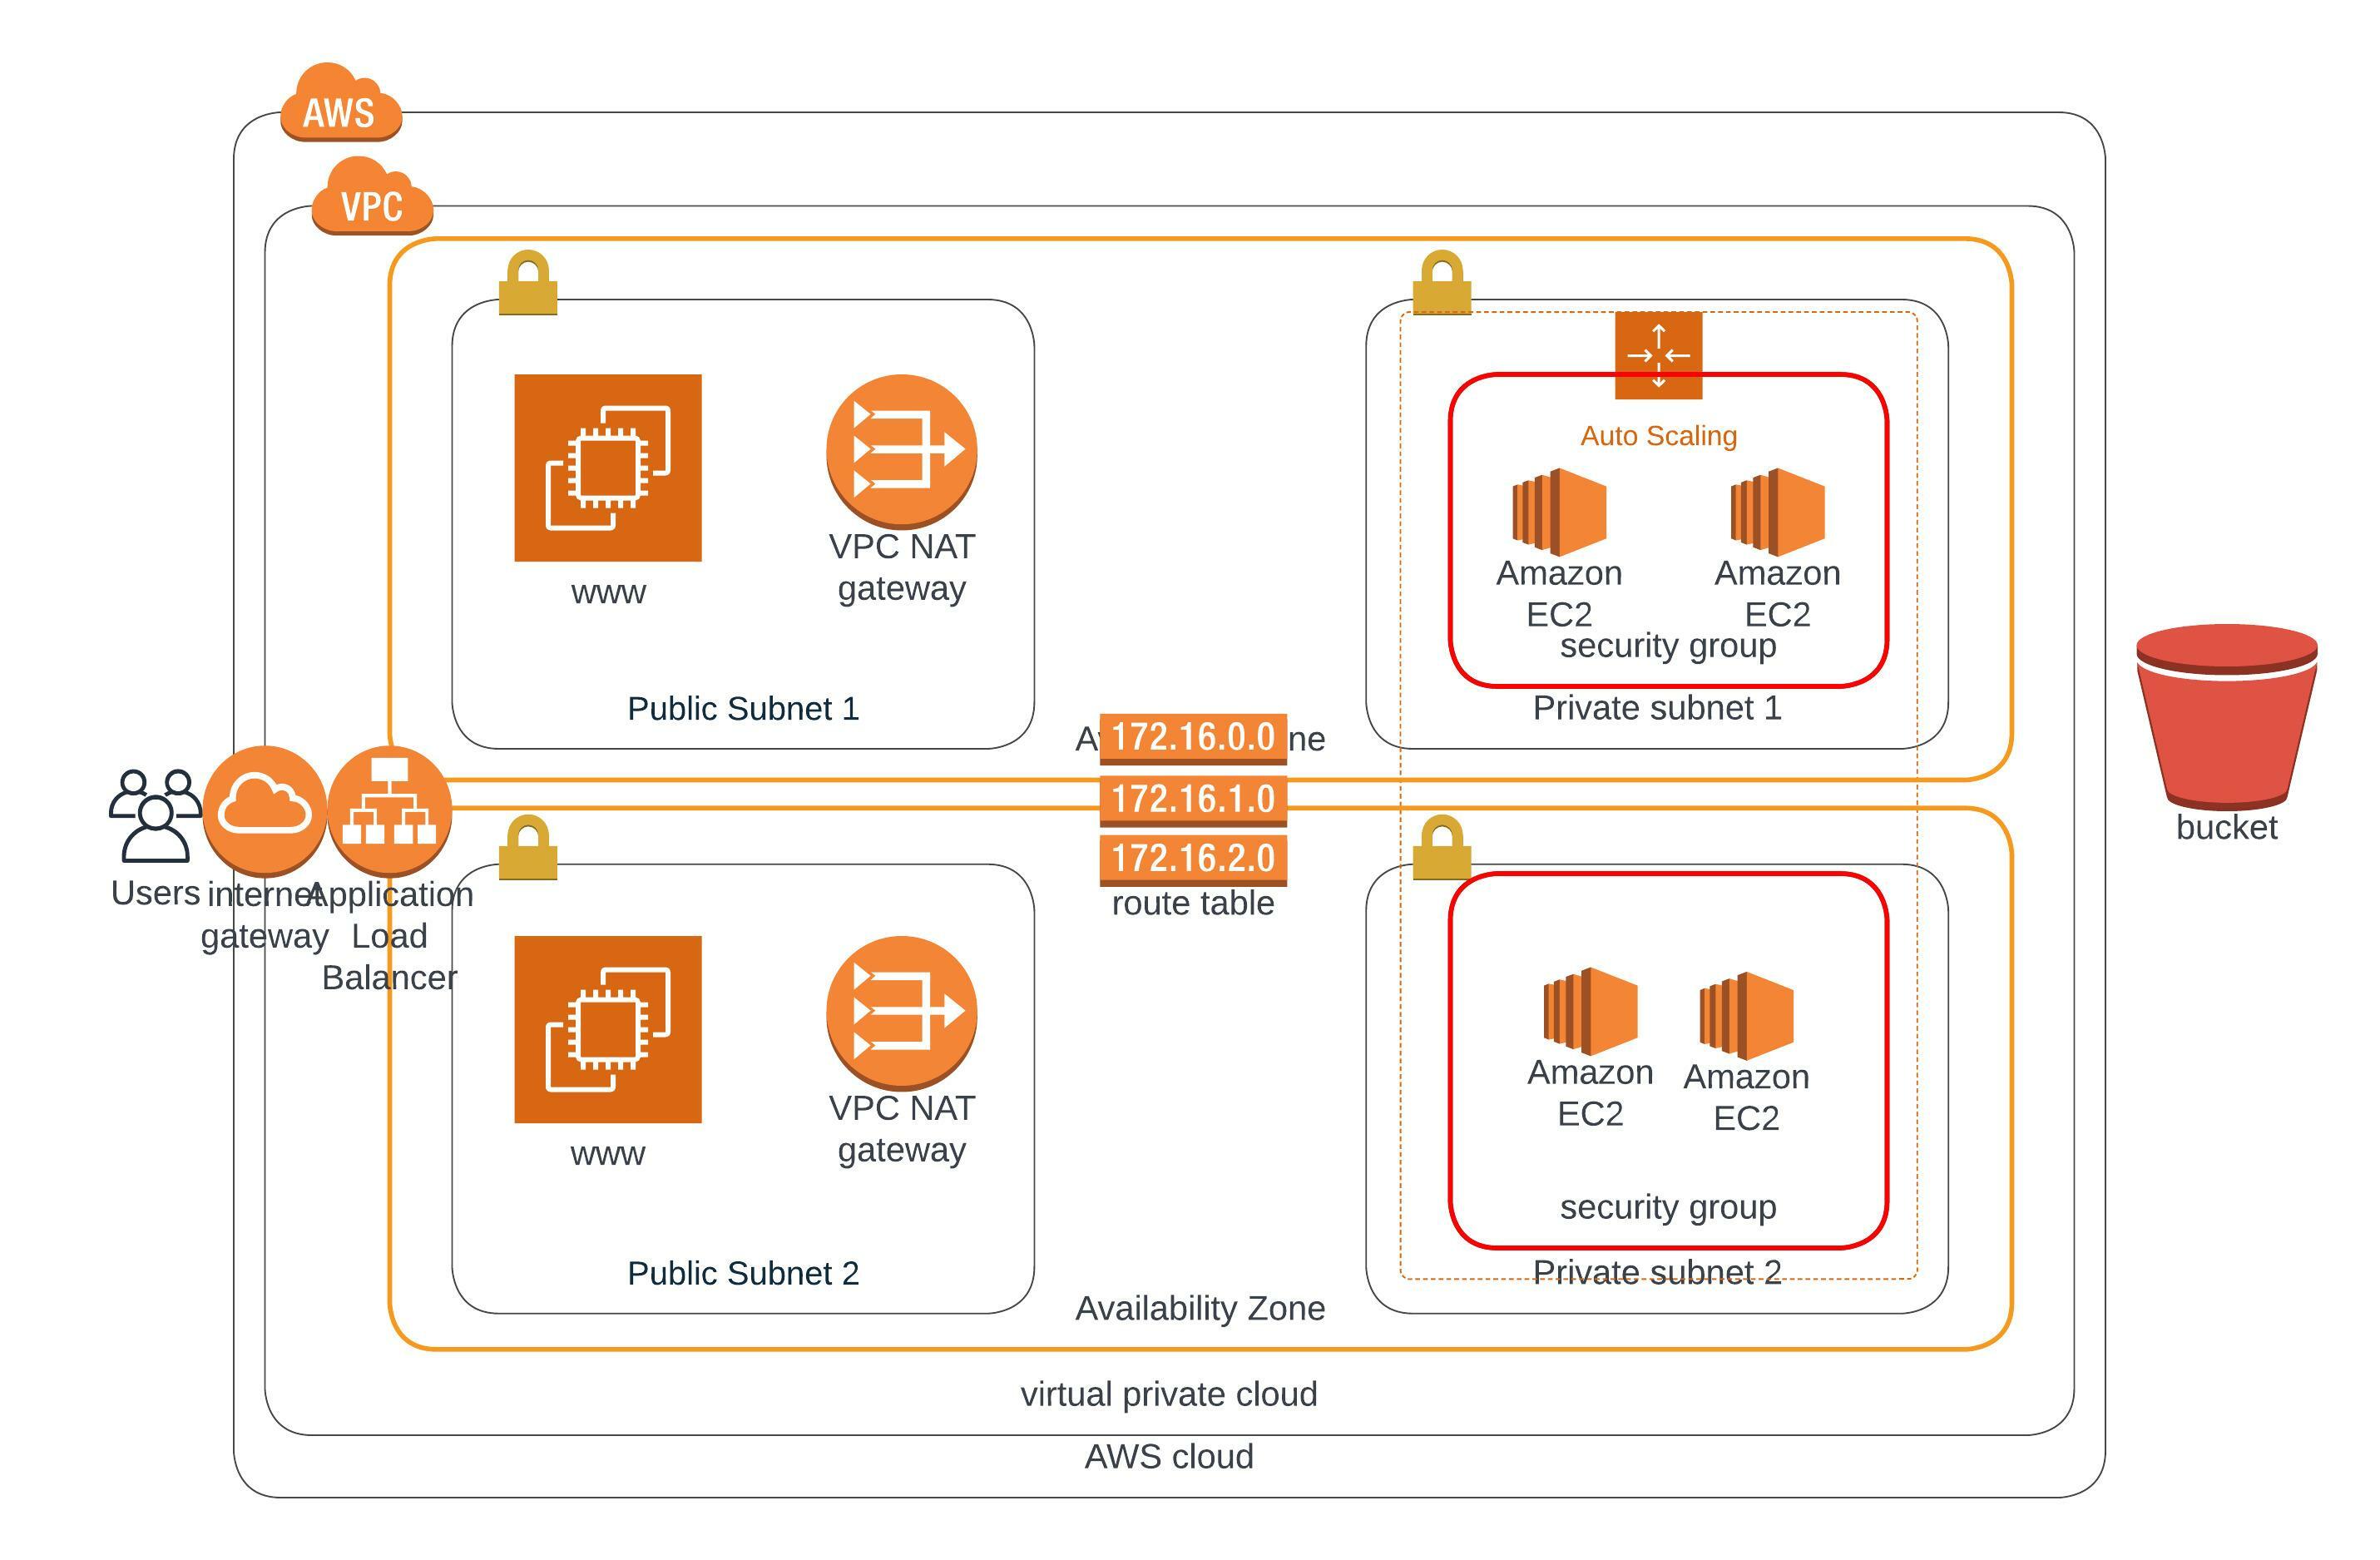 AWS
VPC
Auto Scaling
www
VPC NAT
gateway
Amazon
EC2
Amazon
EC2
security group
Public Subnet 1
Private subnet 1
172.16.0.0
172.16.1.0
172.16.2.0
route table
bucket
Users
internet
gateway
Application
Load
Balancer
www
VPC NAT
gateway
Amazon
EC2
Amazon
EC2
security group
Public Subnet 2
Private subnet 2
Availability Zone
virtual private cloud
AWS cloud